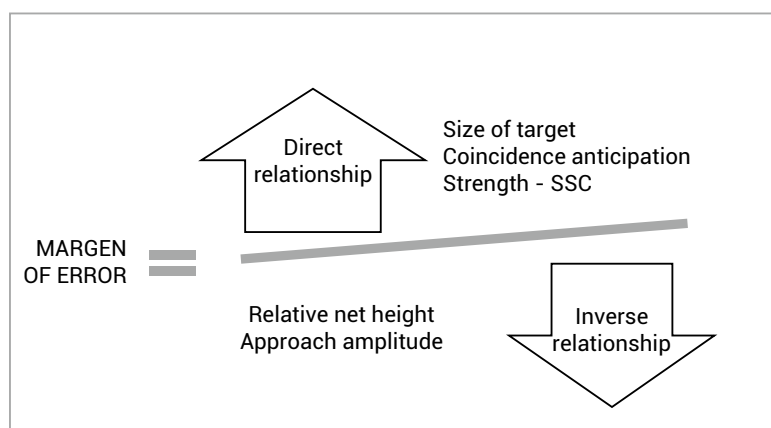 Direct
relationship
Size of target
Coincidence anticipation
Strength - SSC
MARGEN
OF ERROR
Relative net height
Approach amplitude
Inverse
relationship